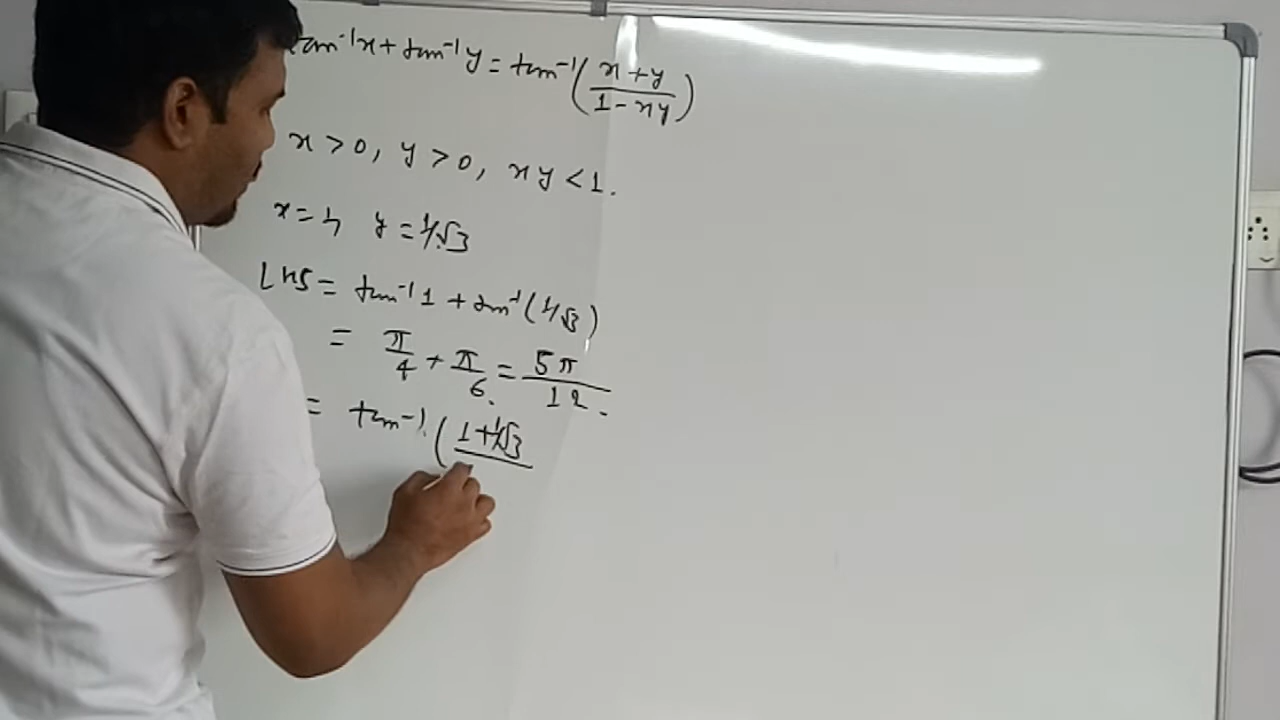 tan⁻¹x + tan⁻¹y = tan⁻¹(x + y / 1 - xy)
x > 0, y > 0, xy < 1.
x = 1, y = 1/√3
LHS = tan⁻¹1 + tan⁻¹(1/√3)
= π/4 + π/6. = 5π/12.
= tan⁻¹(1 + 1/√3